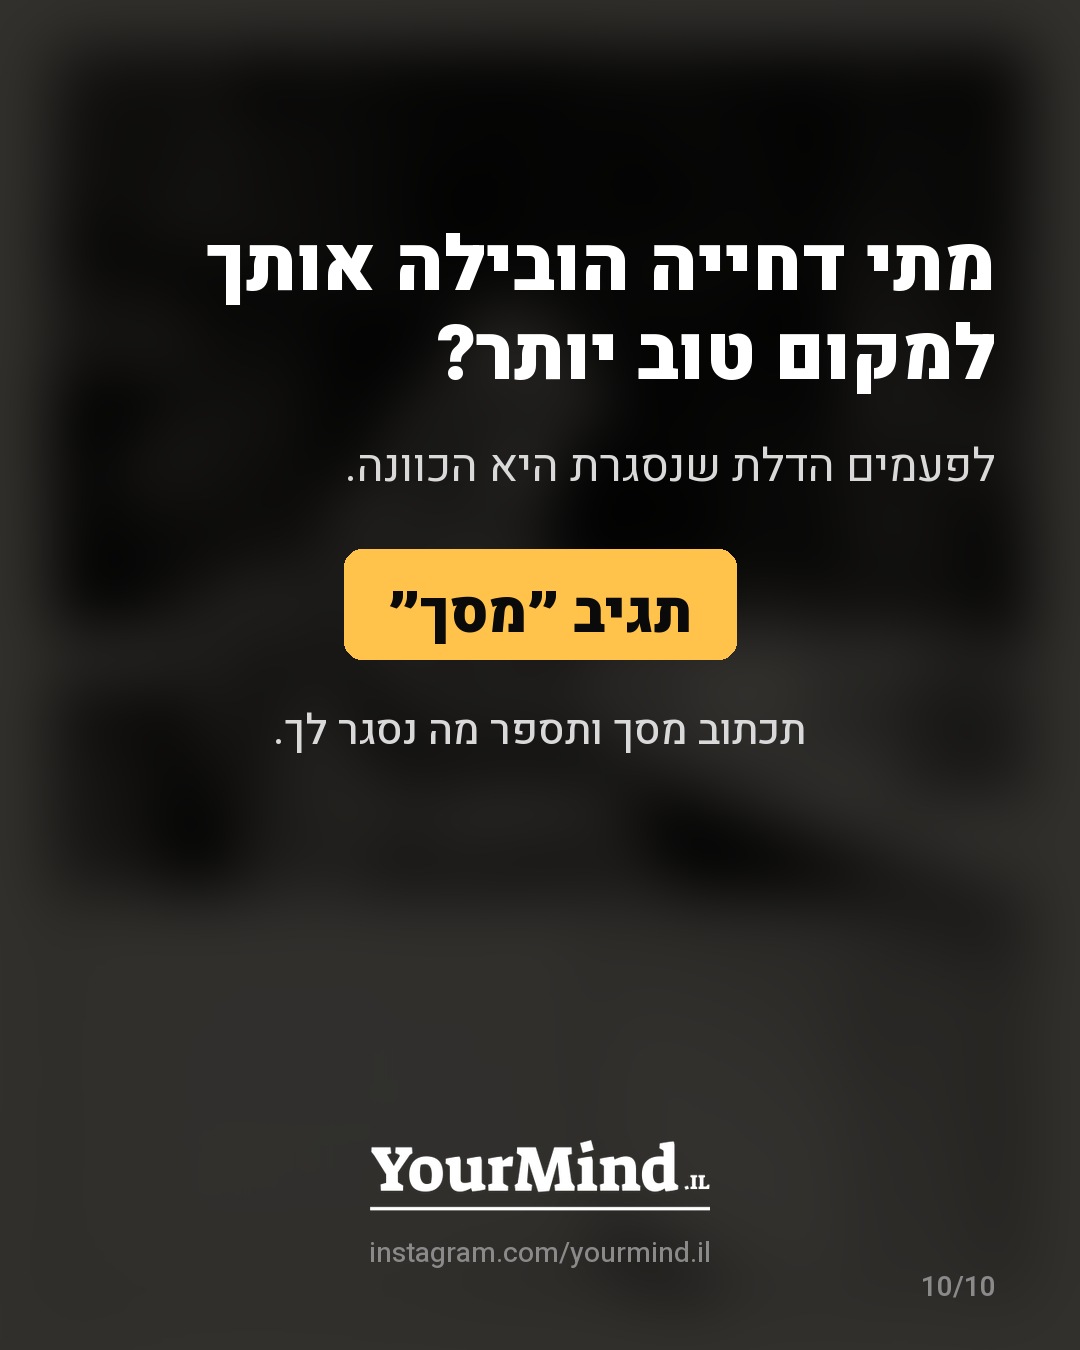 מתי דחייה הובילה אותך
למקום טוב יותר?
לפעמים הדלת שנסגרת היא הכוונה.
תגיב ”מסך”
תכתוב מסך ותספר מה נסגר לך.
YourMind.IL
instagram.com/yourmind.il
10/10